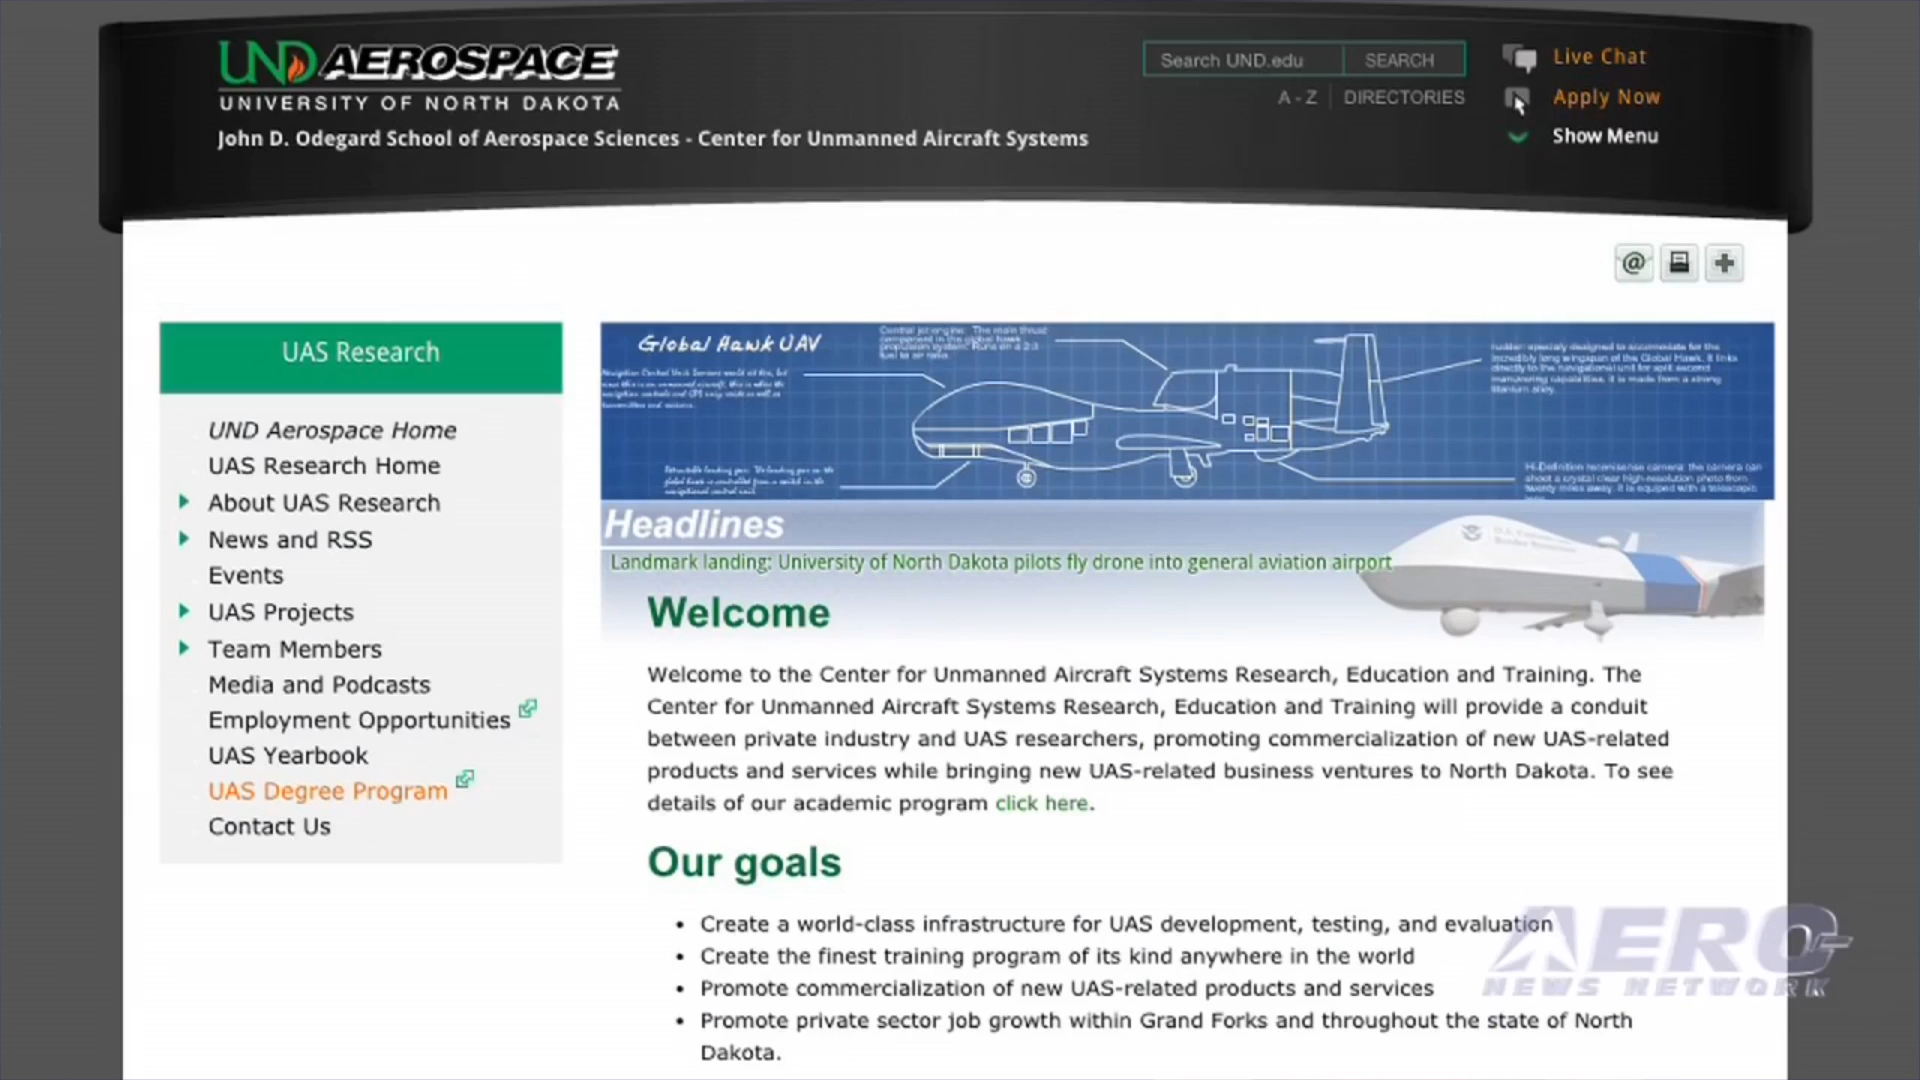 UND AEROSPACE
UNIVERSITY OF NORTH DAKOTA
John D. Odegard School of Aerospace Sciences - Center for Unmanned Aircraft Systems
Search UND.edu
SEARCH
A - Z
DIRECTORIES
Live Chat
Apply Now
Show Menu
@
UAS Research
UND Aerospace Home
UAS Research Home
About UAS Research
News and RSS
Events
UAS Projects
Team Members
Media and Podcasts
Employment Opportunities
UAS Yearbook
UAS Degree Program
Contact Us
Global Hawk UAV
Headlines
Landmark landing: University of North Dakota pilots fly drone into general aviation airport
Welcome
Welcome to the Center for Unmanned Aircraft Systems Research, Education and Training. The
Center for Unmanned Aircraft Systems Research, Education and Training will provide a conduit
between private industry and UAS researchers, promoting commercialization of new UAS-related
products and services while bringing new UAS-related business ventures to North Dakota. To see
details of our academic program click here.
Our goals
• Create a world-class infrastructure for UAS development, testing, and evaluation
• Create the finest training program of its kind anywhere in the world
• Promote commercialization of new UAS-related products and services
• Promote private sector job growth within Grand Forks and throughout the state of North
Dakota.
AERO
NEWS NETWORK